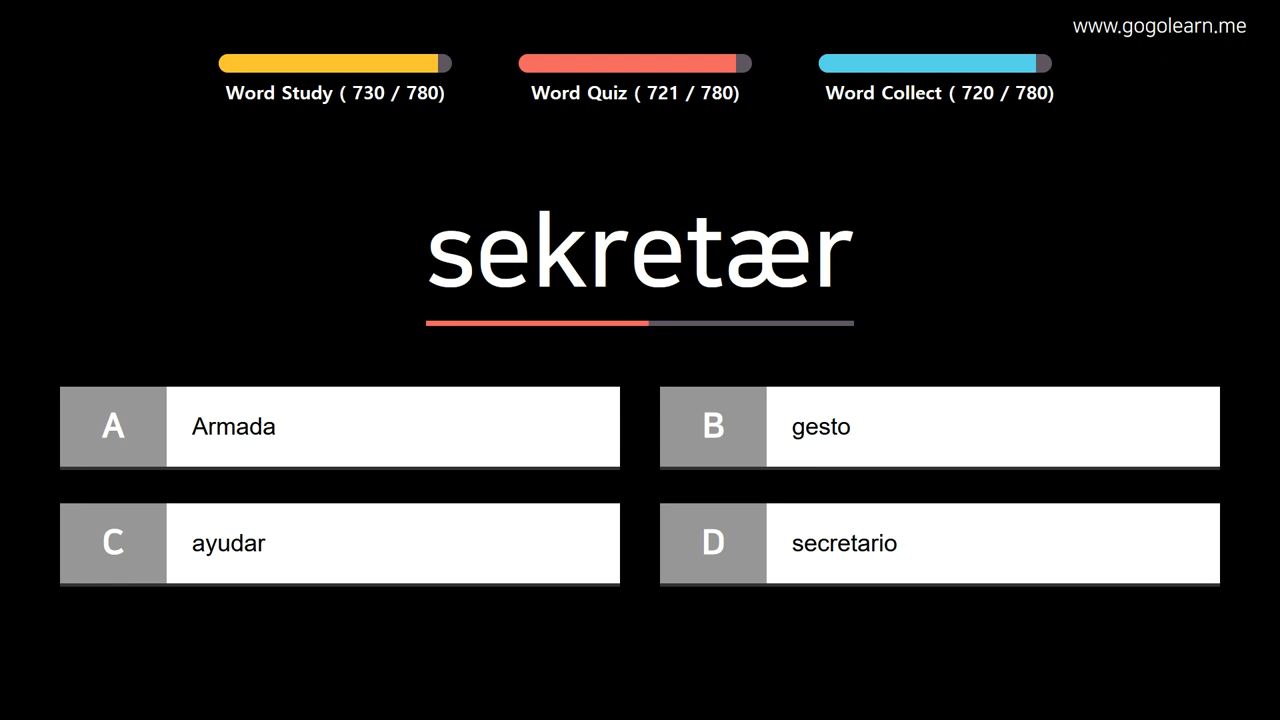 www.gogolearn.me
Word Study ( 730 / 780) Word Quiz ( 721 / 780) Word Collect ( 720 / 780)
sekretær
A Armada
B gesto
C ayudar
D secretario